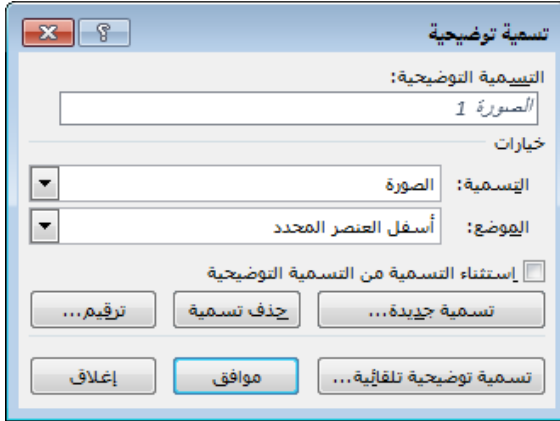 تسمية توضيحية
التسمية التوضيحية:
الصورة 1
خيارات
التسمية: الصورة
الموضع: أسفل العنصر المحدد
إستثناء التسمية من التسمية التوضيحية
تسمية جديدة... حذف تسمية ترقيم...
تسمية توضيحية تلقائية... موافق إغلاق